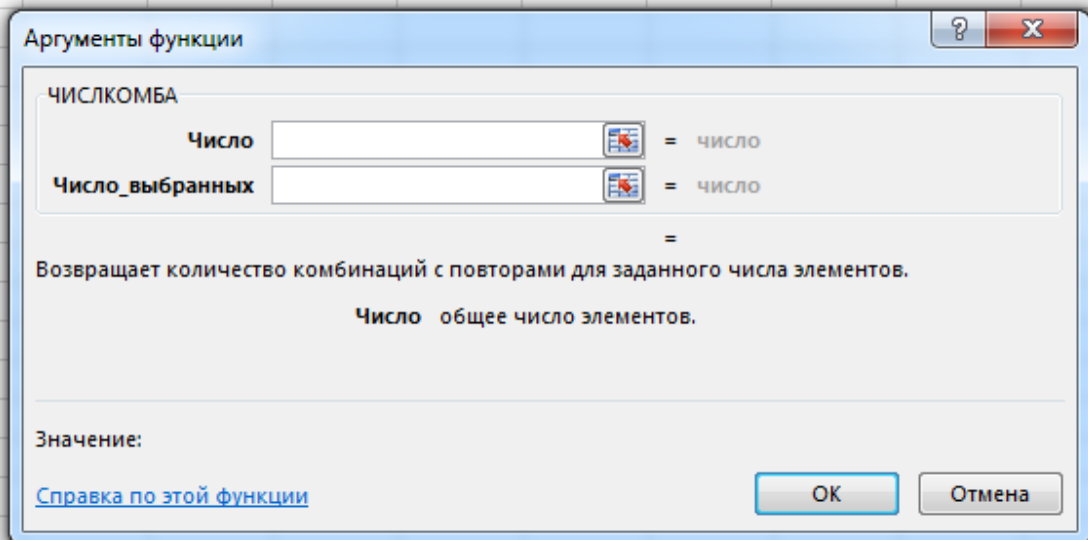 Аргументы функции
ЧИСЛКОМБА
Число = число
Число_выбранных = число
=
Возвращает количество комбинаций с повторами для заданного числа элементов.
Число общее число элементов.
Значение:
Справка по этой функции
ОК Отмена